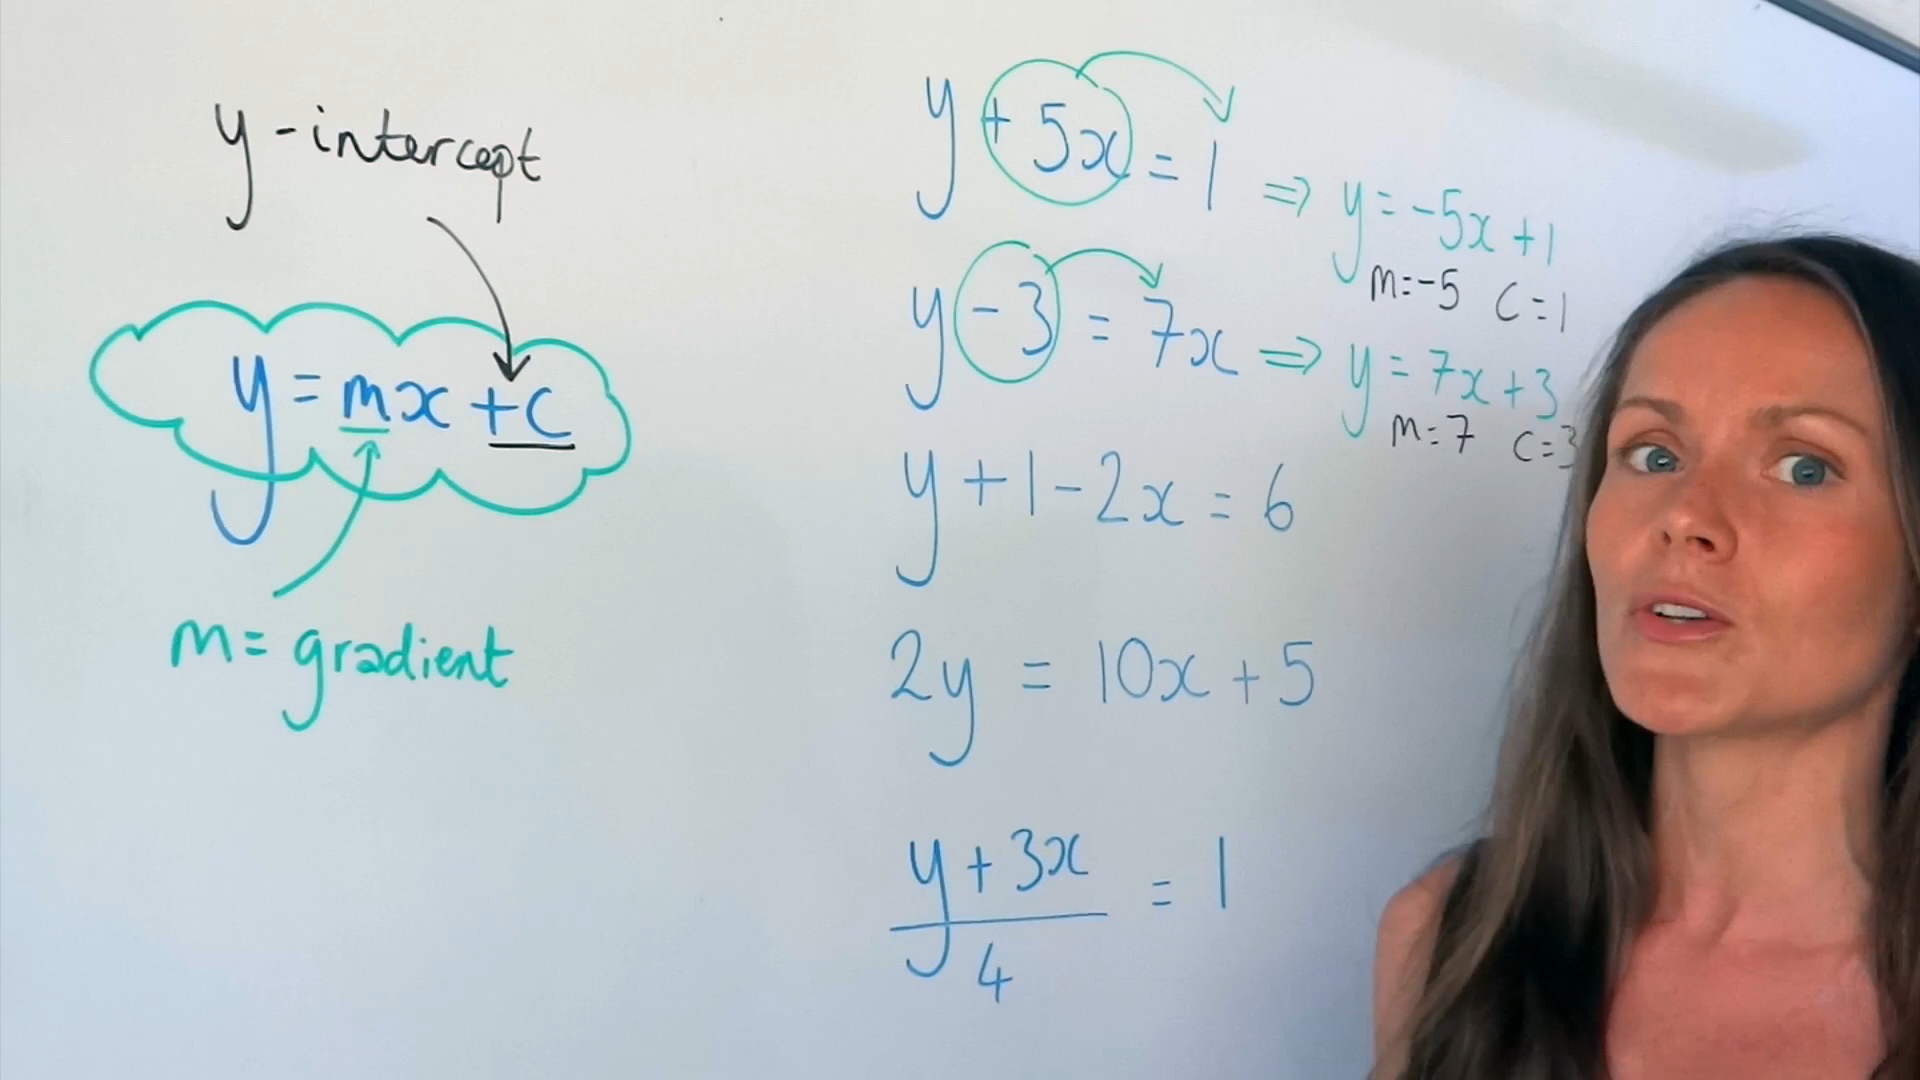 y-intercept
y = mx + c
m = gradient
y + 5x = 1 ⇒ y = -5x + 1
m = -5 c = 1
y - 3 = 7x ⇒ y = 7x + 3
m = 7 c = 3
y + 1 - 2x = 6
2y = 10x + 5
y + 3x = 1
4